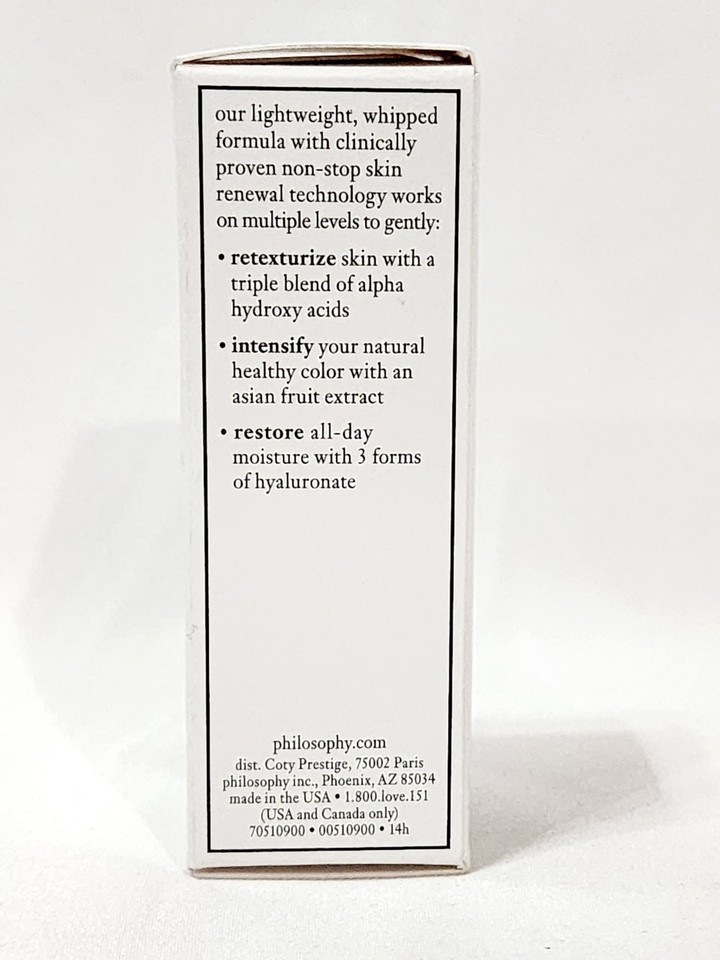 our lightweight, whipped
formula with clinically
proven non-stop skin
renewal technology works
on multiple levels to gently:
• retexturize skin with a
triple blend of alpha
hydroxy acids
• intensify your natural
healthy color with an
asian fruit extract
• restore all-day
moisture with 3 forms
of hyaluronate
philosophy.com
dist. Coty Prestige, 75002 Paris
philosophy inc., Phoenix, AZ 85034
made in the USA • 1.800.love.151
(USA and Canada only)
70510900 • 00510900 • 14h